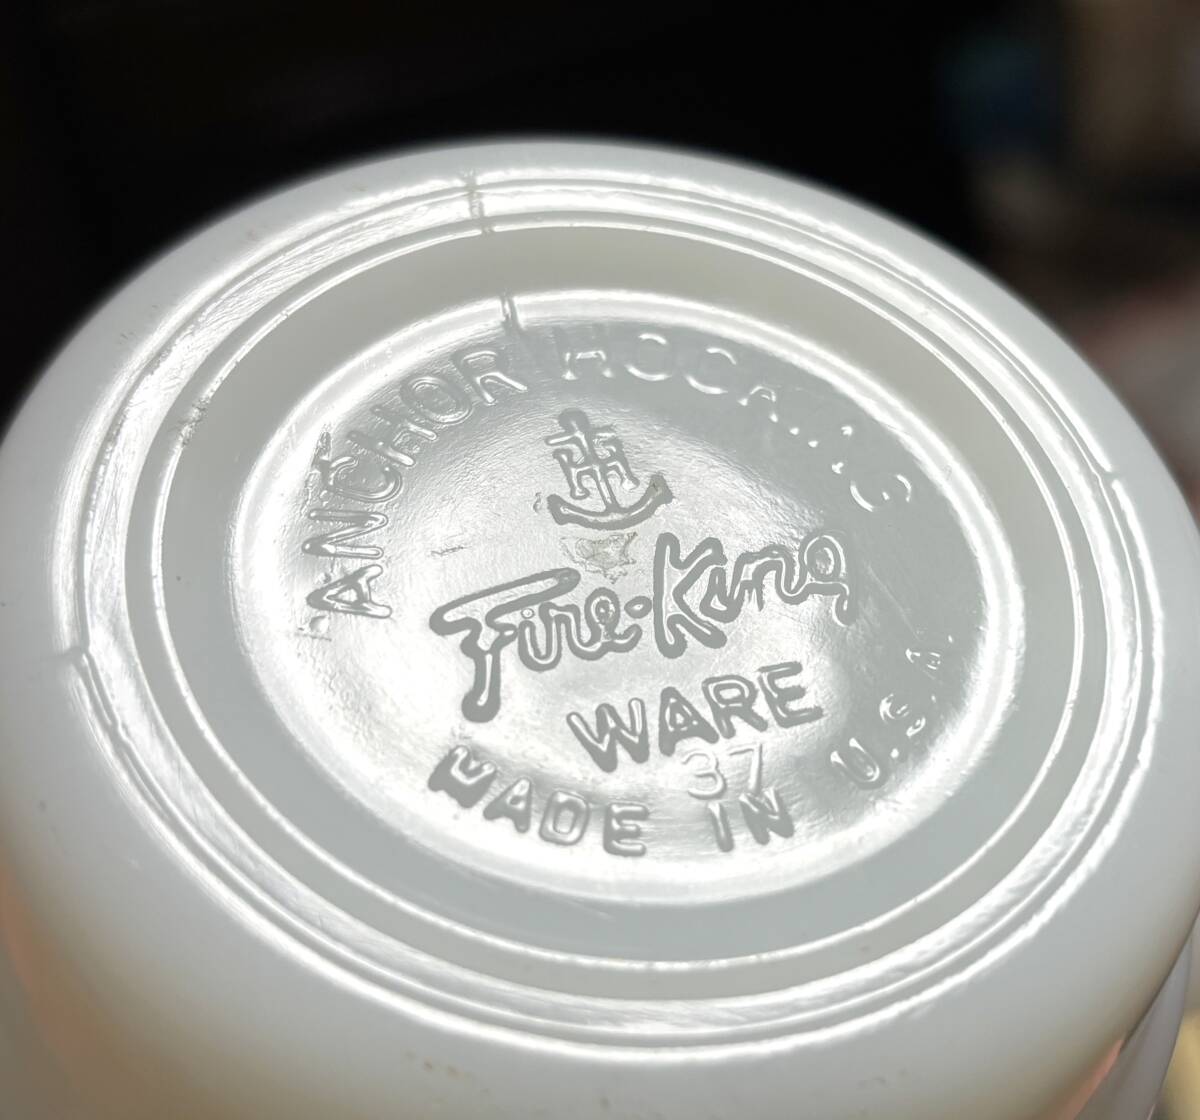 ANCHOR HOCKING
Fire-King
WARE
37
MADE IN U.S.A